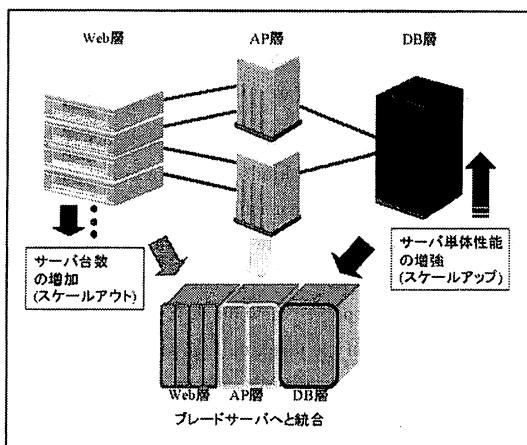 Web層 AP層 DB層
サーバ台数
の増加
(スケールアウト)
サーバ単体性能
の増強
(スケールアップ)
Web層 AP層 DB層
ブレードサーバへと統合